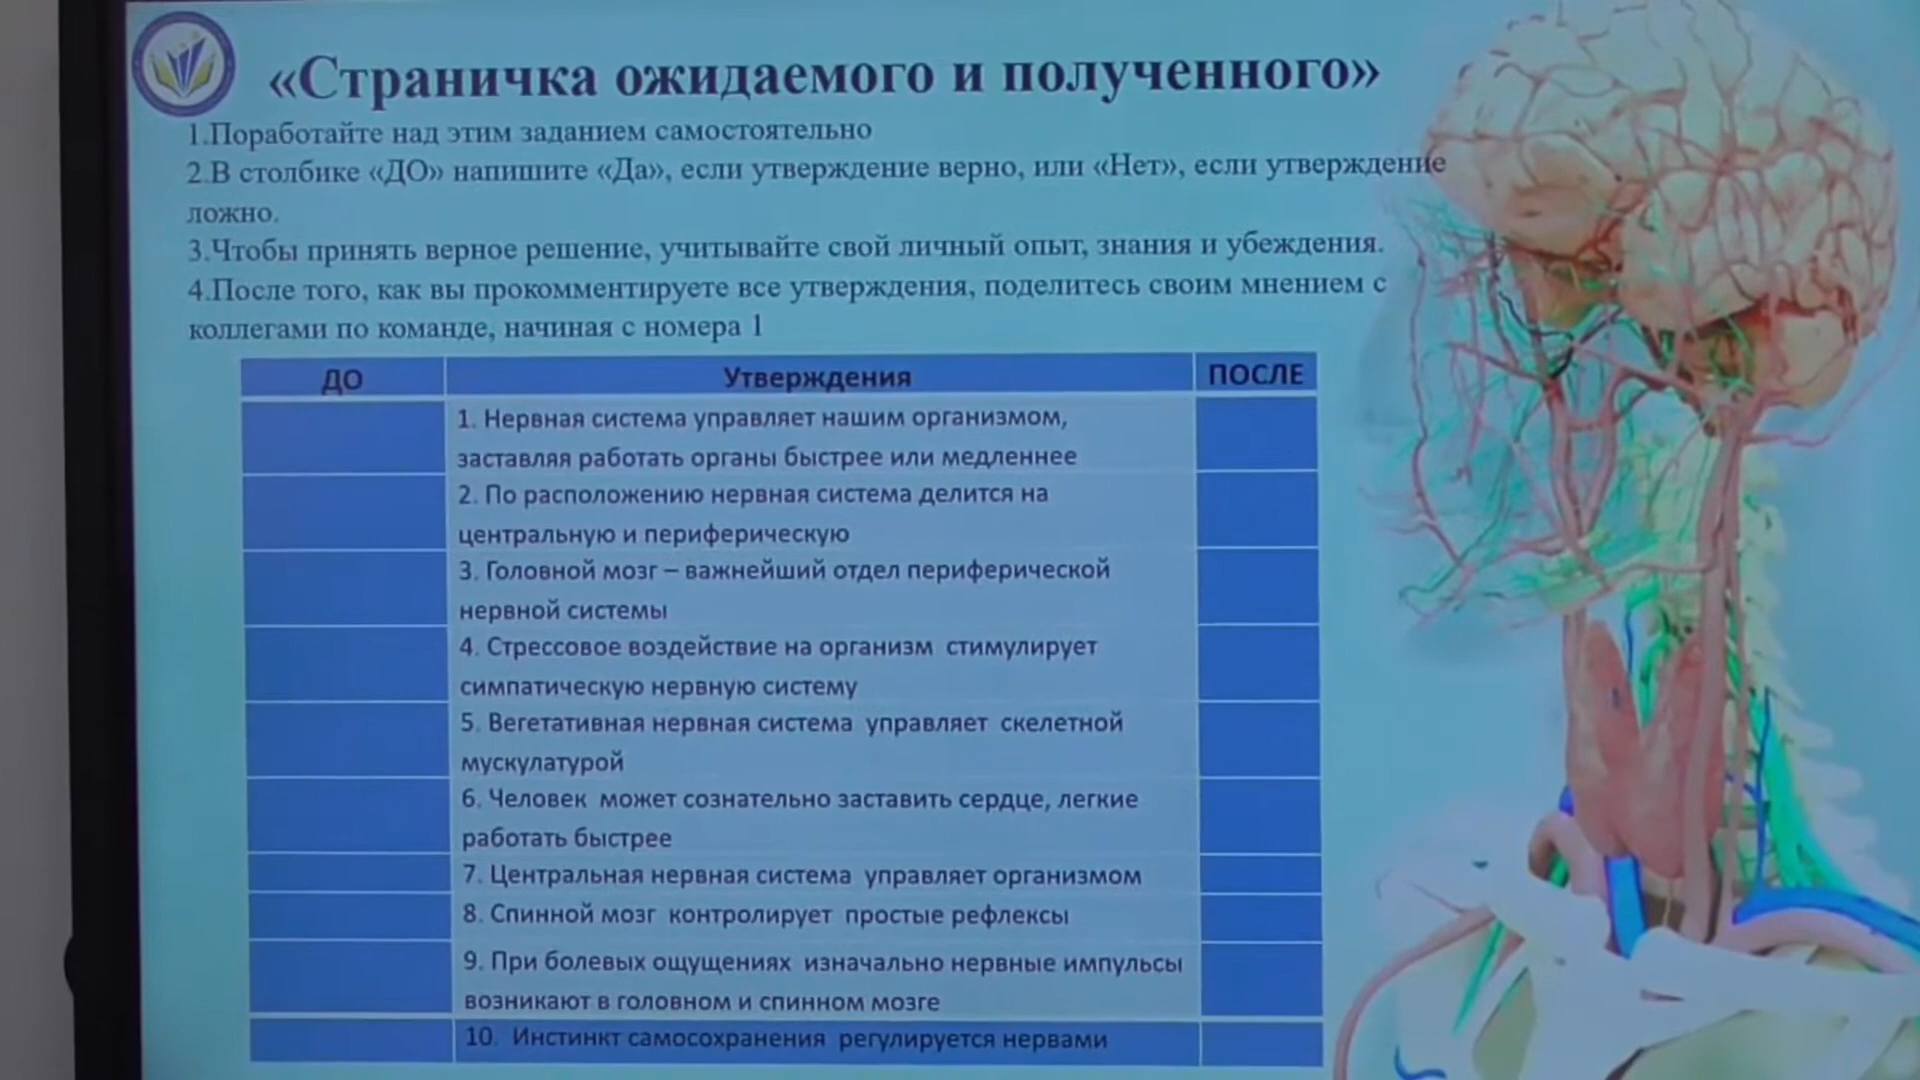 «Страничка ожидаемого и полученного»
1.Поработайте над этим заданием самостоятельно
2.В столбике «ДО» напишите «Да», если утверждение верно, или «Нет», если утверждение
ложно.
3.Чтобы принять верное решение, учитывайте свой личный опыт, знания и убеждения.
4.После того, как вы прокомментируете все утверждения, поделитесь своим мнением с
коллегами по команде, начиная с номера 1
ДО Утверждения ПОСЛЕ
1. Нервная система управляет нашим организмом,
заставляя работать органы быстрее или медленнее
2. По расположению нервная система делится на
центральную и периферическую
3. Головной мозг – важнейший отдел периферической
нервной системы
4. Стрессовое воздействие на организм стимулирует
симпатическую нервную систему
5. Вегетативная нервная система управляет скелетной
мускулатурой
6. Человек может сознательно заставить сердце, легкие
работать быстрее
7. Центральная нервная система управляет организмом
8. Спинной мозг контролирует простые рефлексы
9. При болевых ощущениях изначально нервные импульсы
возникают в головном и спинном мозге
10. Инстинкт самосохранения регулируется нервами